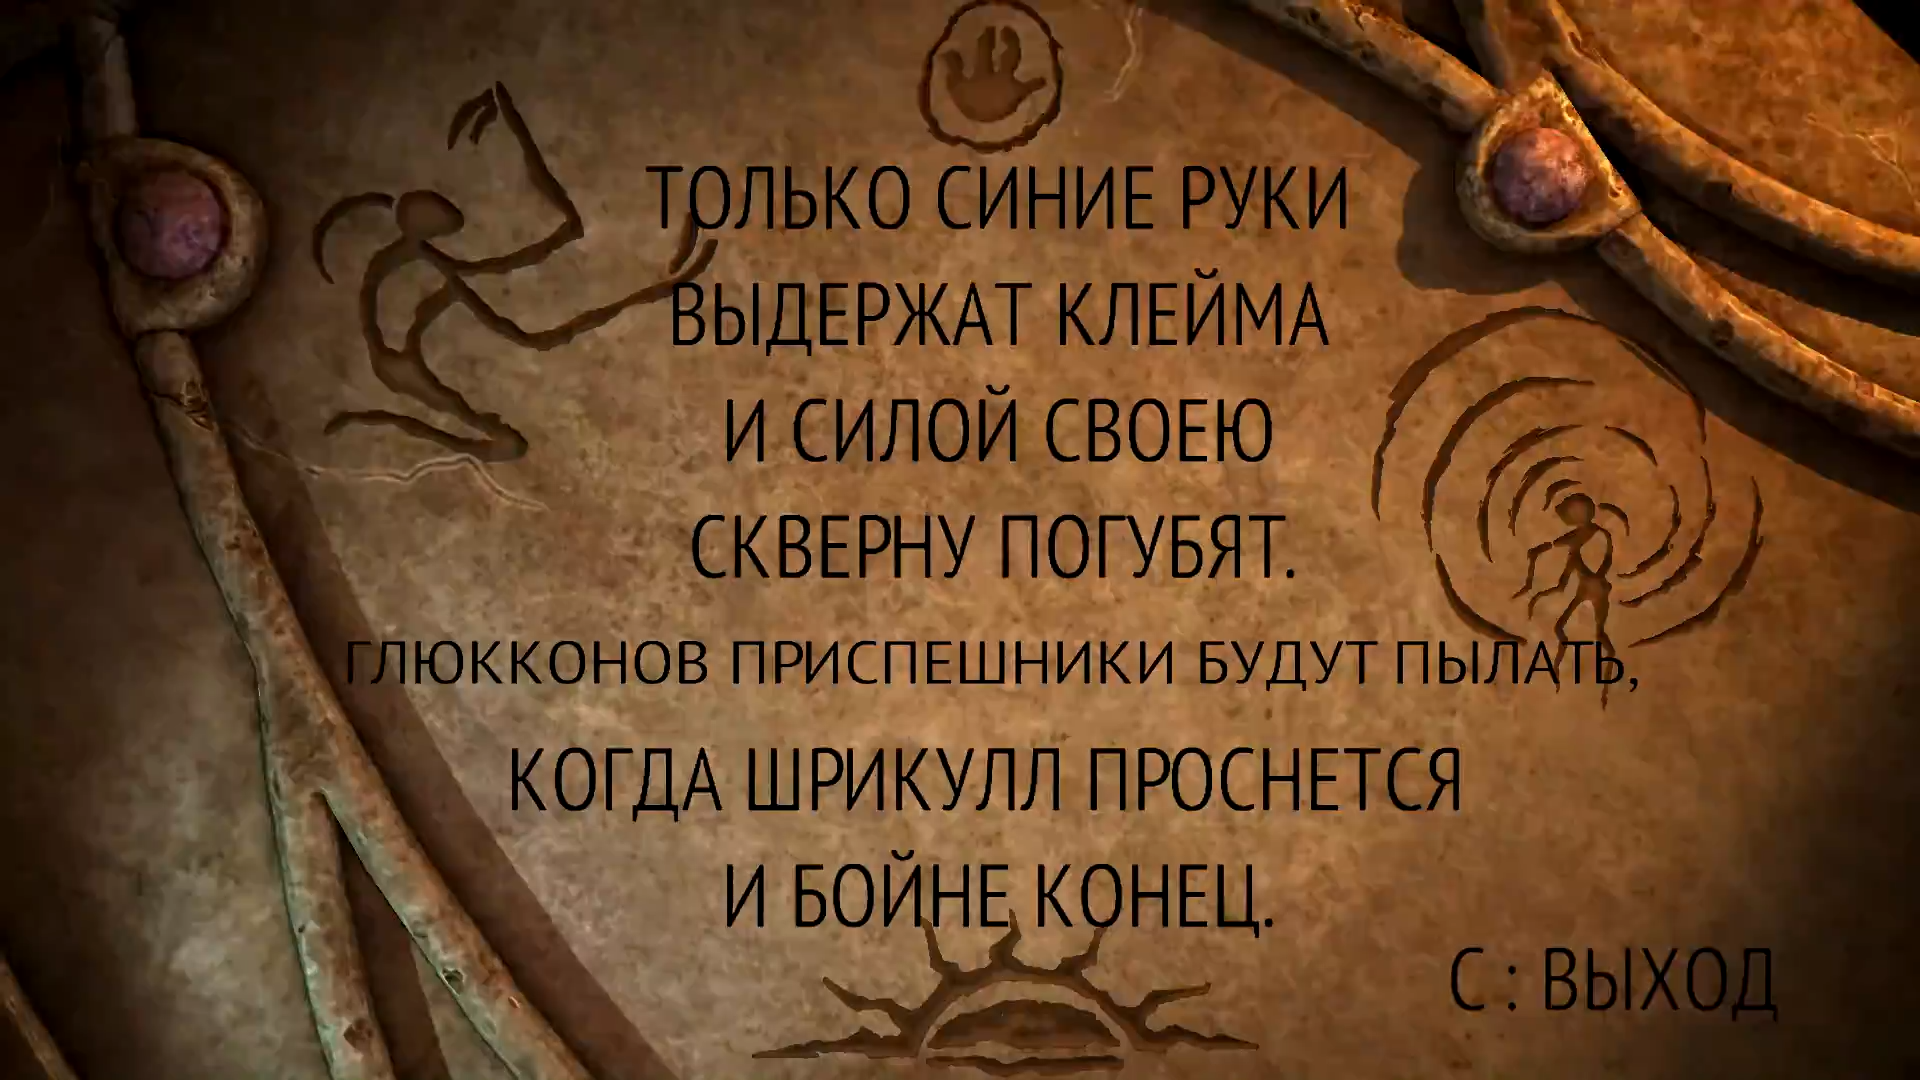 ТОЛЬКО СИНИЕ РУКИ
ВЫДЕРЖАТ КЛЕЙМА
И СИЛОЙ СВОЕЮ
СКВЕРНУ ПОГУБЯТ.
ГЛЮККОНОВ ПРИСПЕШНИКИ БУДУТ ПЫЛАТЬ,
КОГДА ШРИКУЛЛ ПРОСНЕТСЯ
И БОЙНЕ КОНЕЦ.
C : ВЫХОД